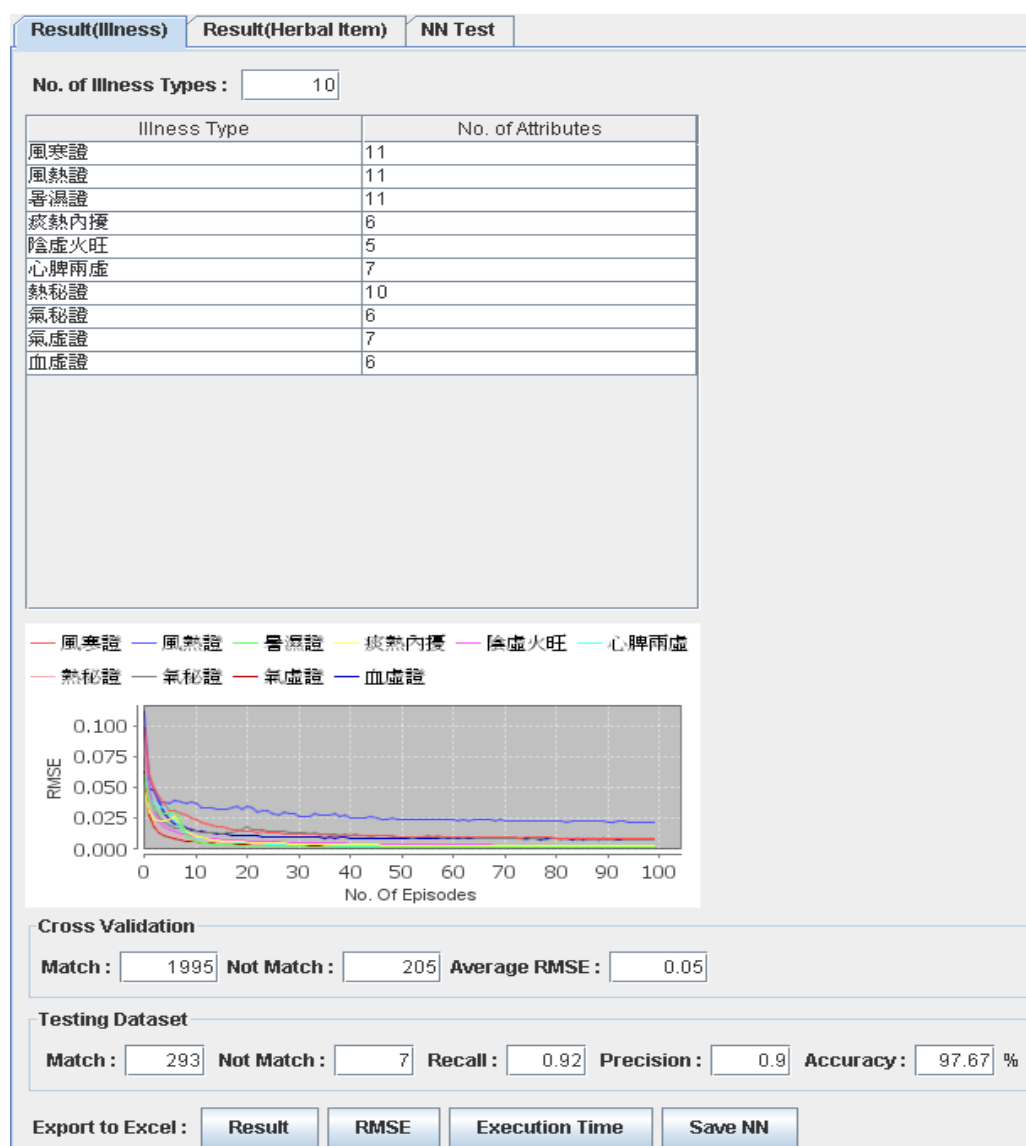 Result(Illness) Result(Herbal Item) NN Test
No. of Illness Types : 10
Illness Type No. of Attributes
風寒證 11
風熱證 11
暑濕證 11
痰熱內擾 6
陰虛火旺 5
心脾兩虛 7
熱秘證 10
氣秘證 6
氣虛證 7
血虛證 6
風寒證 風熱證 暑濕證 痰熱內擾 陰虛火旺 心脾兩虛
熱秘證 氣秘證 氣虛證 血虛證
0.100
0.075
0.050
0.025
0.000
RMSE
0 10 20 30 40 50 60 70 80 90 100
No. Of Episodes
Cross Validation
Match : 1995 Not Match : 205 Average RMSE : 0.05
Testing Dataset
Match : 293 Not Match : 7 Recall : 0.92 Precision : 0.9 Accuracy : 97.67 %
Export to Excel : Result RMSE Execution Time Save NN